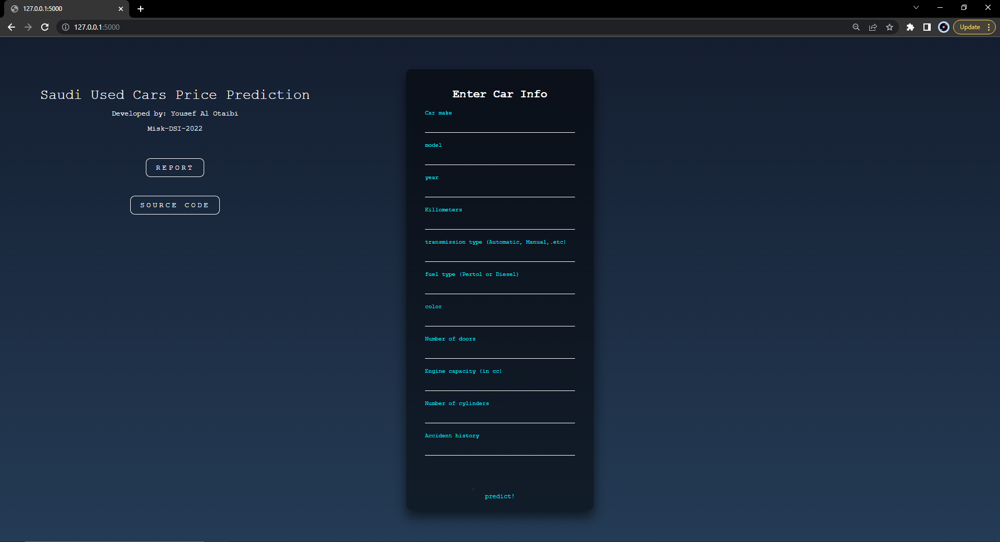 127.0.0.1:5000
127.0.0.1:5000
Update
Saudi Used Cars Price Prediction
Developed by: Yousef Al Otaibi
Misk-DSI-2022
REPORT
SOURCE CODE
Enter Car Info
Car make
model
year
Killometers
transmission type (Automatic, Manual,.etc)
fuel type (Pertol or Diesel)
color
Number of doors
Engine capacity (in cc)
Number of cylinders
Accident history
predict!